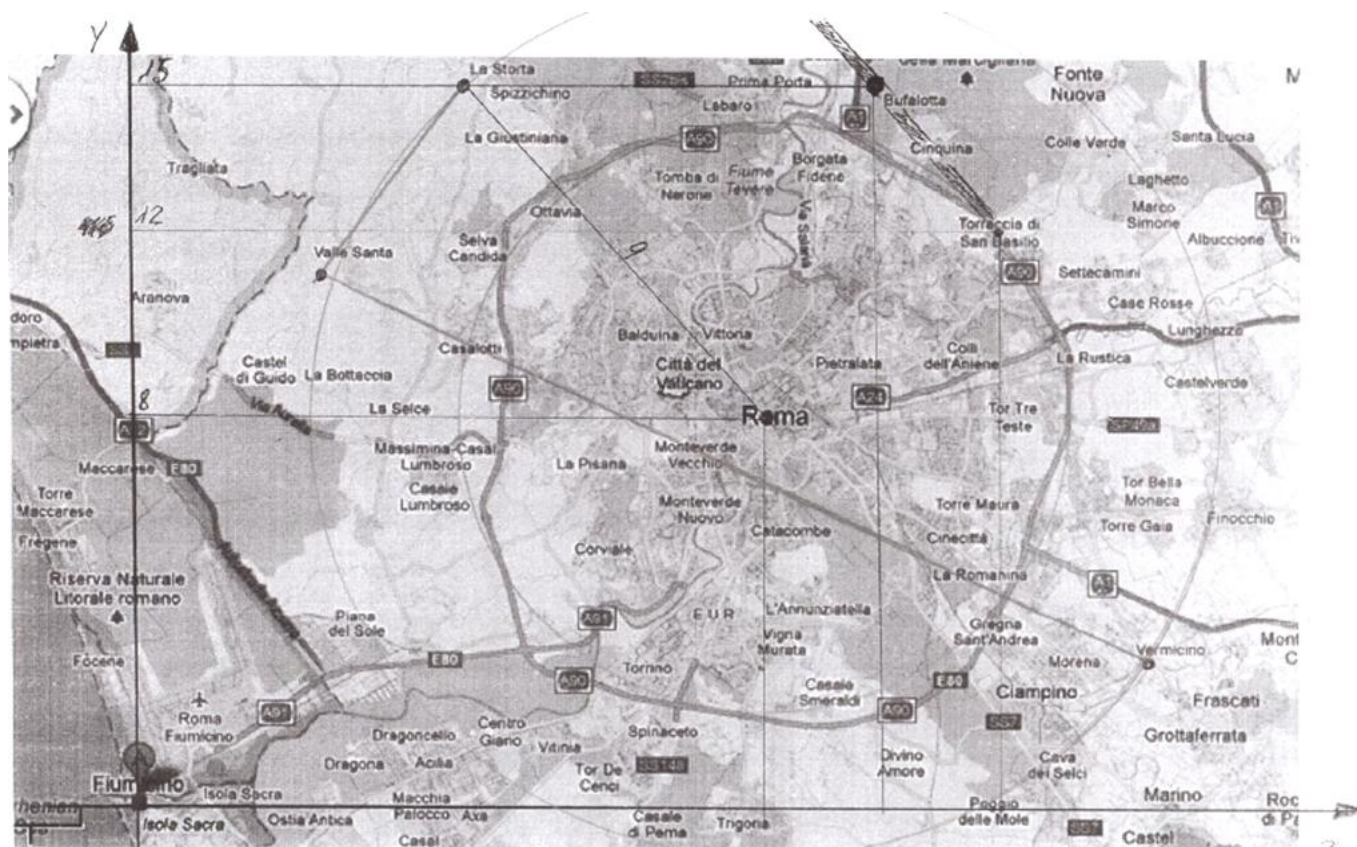 Y
15
La Storta
Spizzichino
Prima Porta
Bufalotta
Fonte
Nuova
Labaro
A1
La Giustiniana
A90
Cinquina
Colle Verde
Santa Lucia
Tragliata
Borgata
Fidene
Tomba di
Nerone
Fiume
Tevere
Laghetto
Marco
Simone
A1
12
Ottavia
Via Salaria
Torraccia di
San Basilio
Albuccione
Selva
Candida
Valle Santa
9
A90
Settecamini
Aranova
Case Rosse
Lunghezza
Balduina
Vittoria
Casalotti
Castel
di Guido
La Bottaccia
Città del
Vaticano
Pietralata
Colli
dell'Aniene
La Rustica
A90
Castelverde
8
Via Aurelia
La Selce
Roma
A24
Tor Tre
Teste
Maccarese
E80
Massimina-Casal
Lumbroso
La Pisana
Monteverde
Vecchio
Casale
Lumbroso
Tor Bella
Monaca
Torre
Maccarese
Monteverde
Nuovo
Torre Maura
Torre Gaia
Finocchio
Fregene
Catacombe
Cinecittà
Corviale
La Romanina
Riserva Naturale
Litorale romano
A91
EUR
L'Annunziatella
Piana
del Sole
Vigna
Murata
Gregna
Sant'Andrea
Vermicino
Focene
E80
Torrino
Morena
A90
Casale
Smeraldi
E80
Ciampino
Frascati
Roma
Fiumicino
A91
A90
SS7
Dragoncello
Centro
Giano
Vitinia
Spinaceto
Grottaferrata
Dragona
Acilia
Tor De
Cenci
SS148
Divino
Amore
Cava
dei Selci
Fiumicino
Isola Sacra
Macchia
Palocco
Axa
Marino
Isola Sacra
Ostia Antica
Casal
Casale
di Perna
Trigoria
Poggio
delle Mole
SS7
Castel